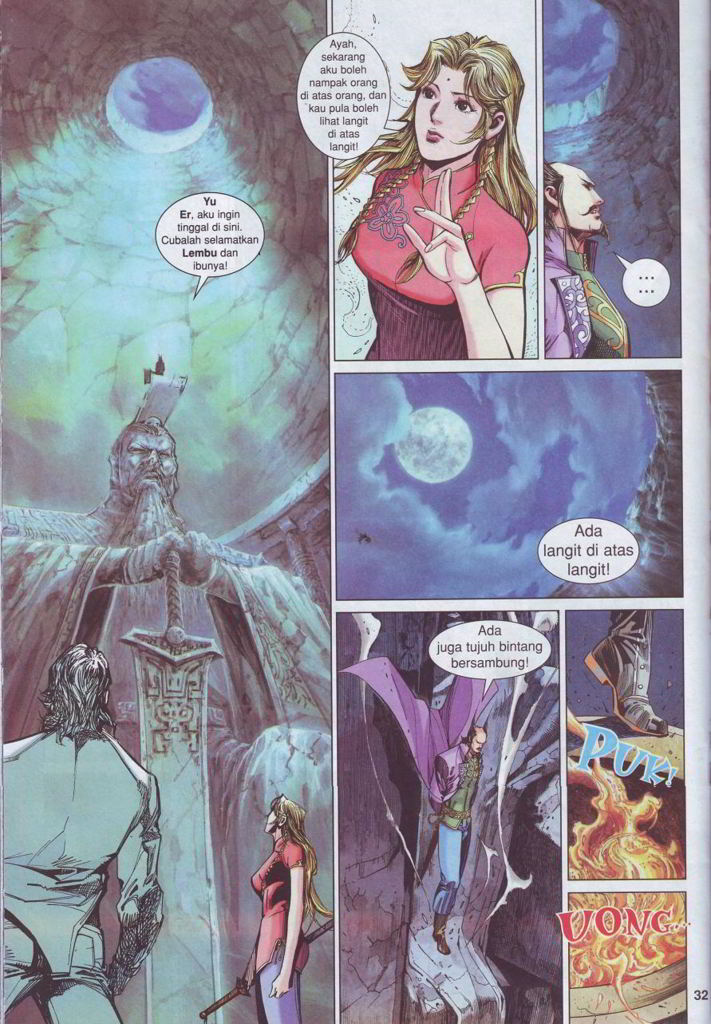 Yu
Er, aku ingin
tinggal di sini.
Cubalah selamatkan
Lembu dan
ibunya!
Ayah,
sekarang
aku boleh
nampak orang
di atas orang, dan
kau pula boleh
lihat langit
di atas
langit!
...
...
Ada
langit di atas
langit!
Ada
juga tujuh bintang
bersambung!
PUK!
VONG...
32